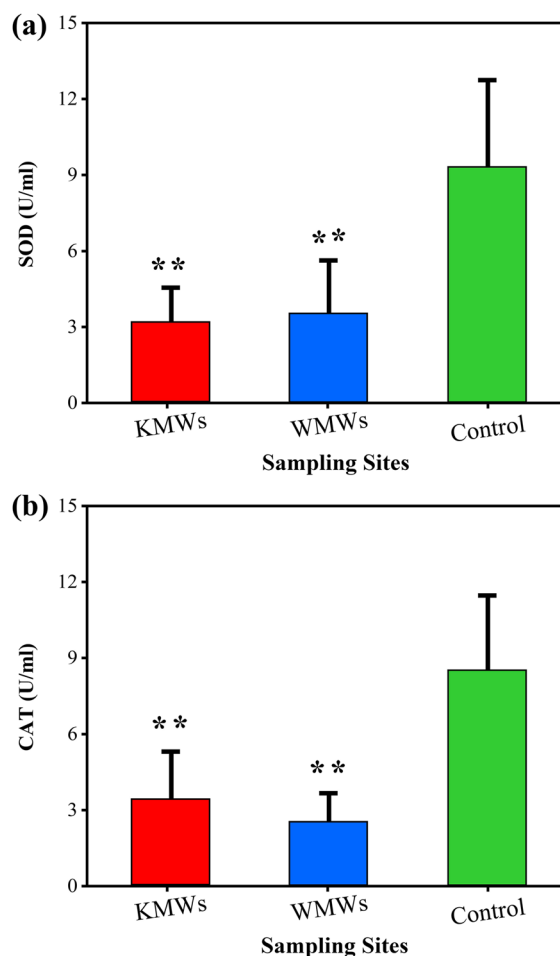 (a)
15
12
9
6
3
0
SOD (U/ml)
**
**
KMWs
WMWs
Control
Sampling Sites
(b)
15
12
9
6
3
0
CAT (U/ml)
**
**
KMWs
WMWs
Control
Sampling Sites